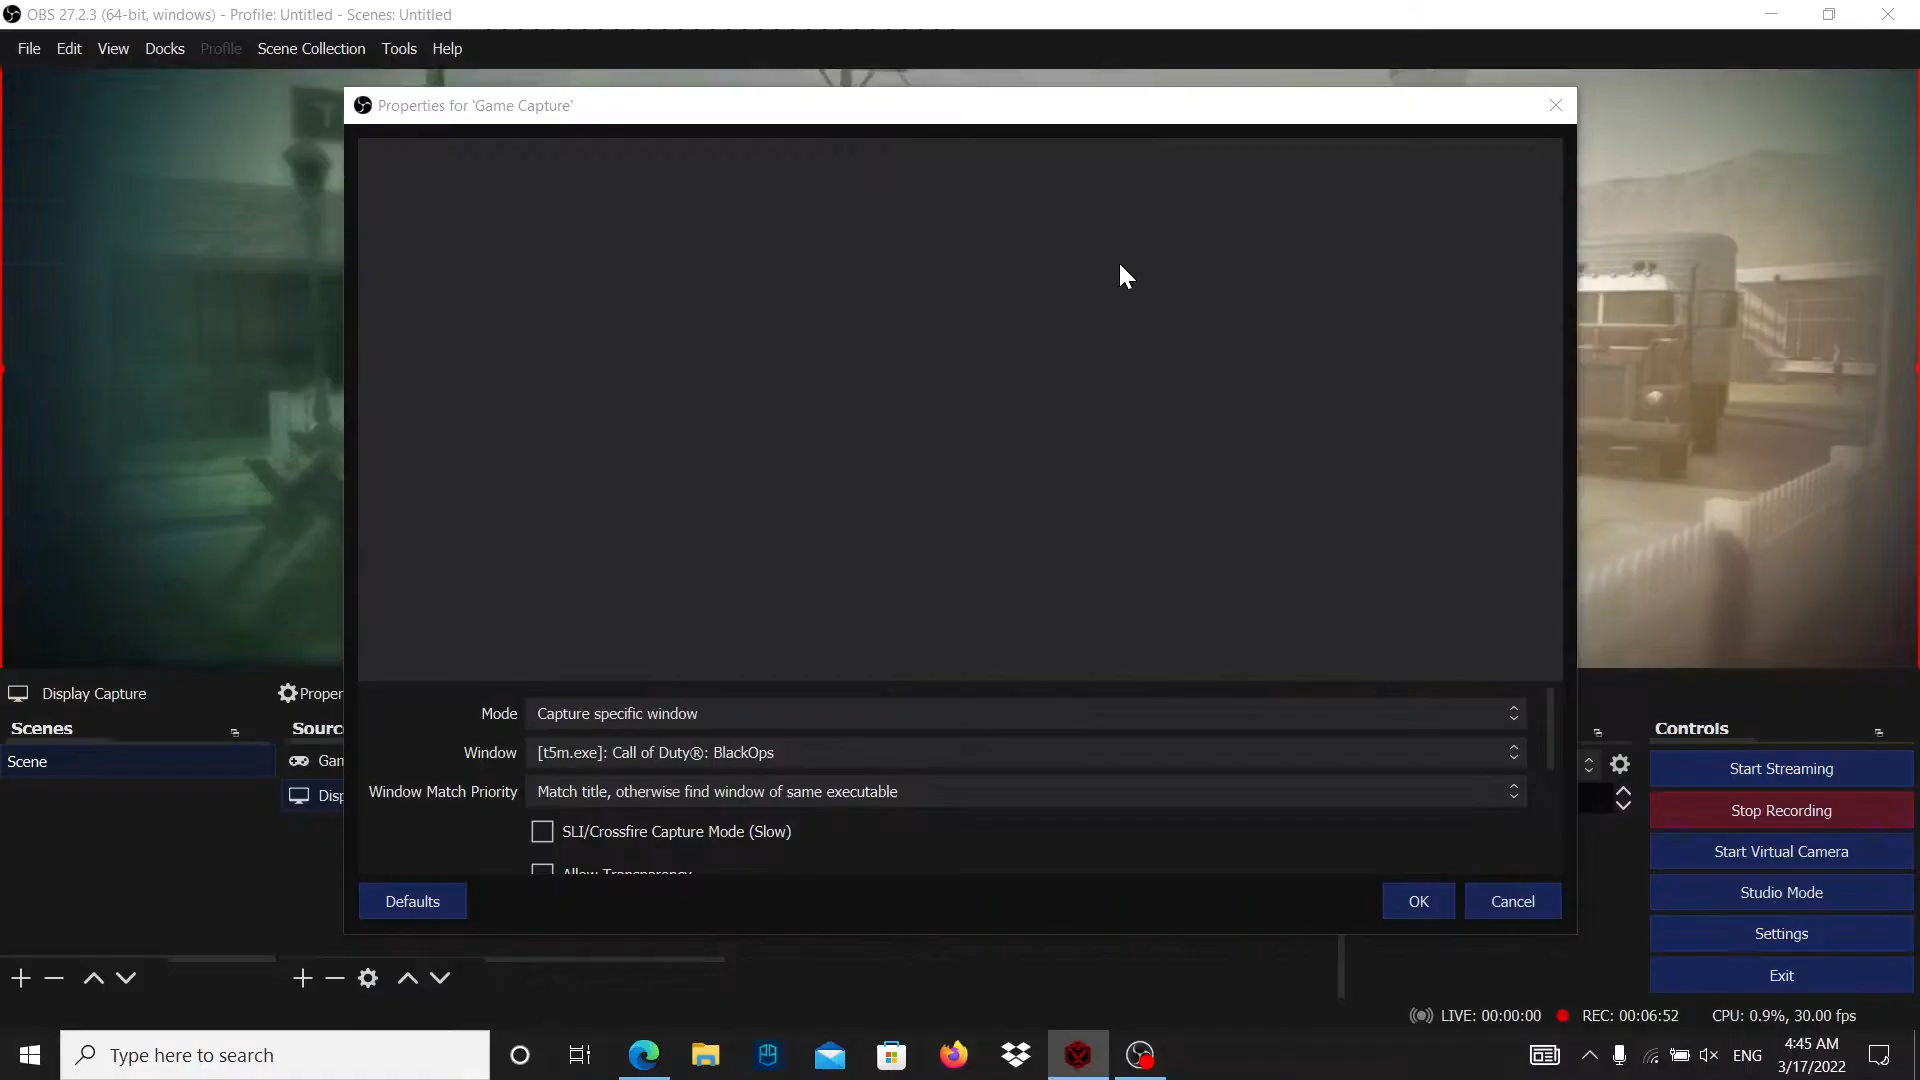 OBS 27.2.3 (64-bit, windows) - Profile: Untitled - Scenes: Untitled
File Edit View Docks Profile Scene Collection Tools Help
Properties for 'Game Capture'
Mode Capture specific window
Window [t5m.exe]: Call of Duty®: BlackOps
Window Match Priority Match title, otherwise find window of same executable
SLI/Crossfire Capture Mode (Slow)
Allow Transparency
Defaults OK Cancel
Display Capture Proper
Scenes Sourc
Scene
Gam
Disp
Controls
Start Streaming
Stop Recording
Start Virtual Camera
Studio Mode
Settings
Exit
LIVE: 00:00:00 REC: 00:06:52 CPU: 0.9%, 30.00 fps
Type here to search
ENG
4:45 AM
3/17/2022